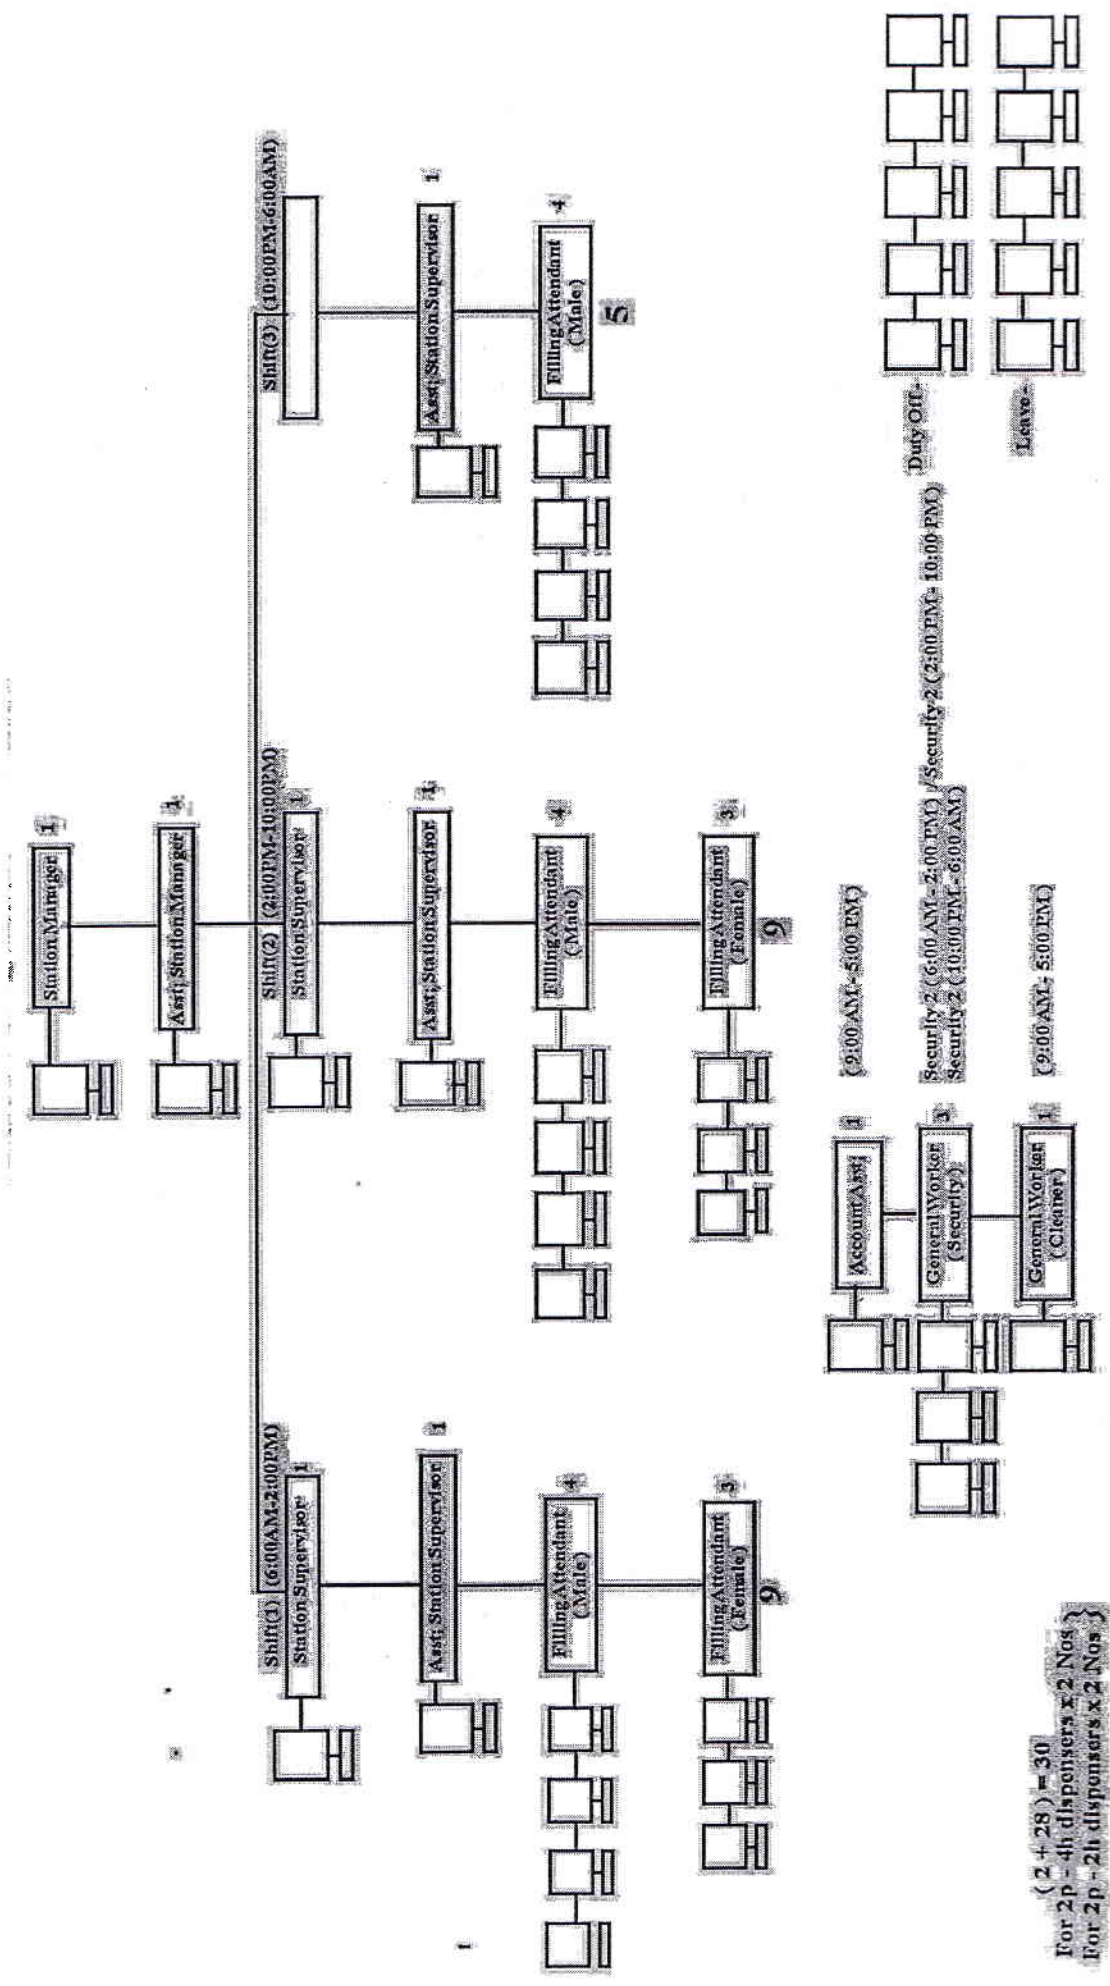 Station Manager
1
Asst; Station Manager
1
Shift(1) (6:00AM-2:00PM)
Station Supervisor
1
Asst; Station Supervisor
1
Filling Attendant
( Male )
4
Filling Attendant
( Female )
3
9
Shift(2) (2:00PM-10:00PM)
Station Supervisor
1
Asst; Station Supervisor
1
Filling Attendant
( Male )
4
Filling Attendant
( Female )
3
9
Shift(3) (10:00PM-6:00AM)
Asst; Station Supervisor
1
Filling Attendant
( Male )
4
5
Account Asst;
1
(9:00 AM - 5:00 PM)
General Worker
( Security )
3
Security 2 ( 6:00 AM - 2:00 PM ) / Security 2 ( 2:00 PM - 10:00 PM )
Security 2 ( 10:00 PM - 6:00 AM )
General Worker
( Cleaner )
1
(9:00 AM - 5:00 PM )
Duty Off -
Leave -
( 2 + 28 ) = 30
For 2p - 4h dispensers x 2 Nos }
For 2p - 2h dispensers x 2 Nos }